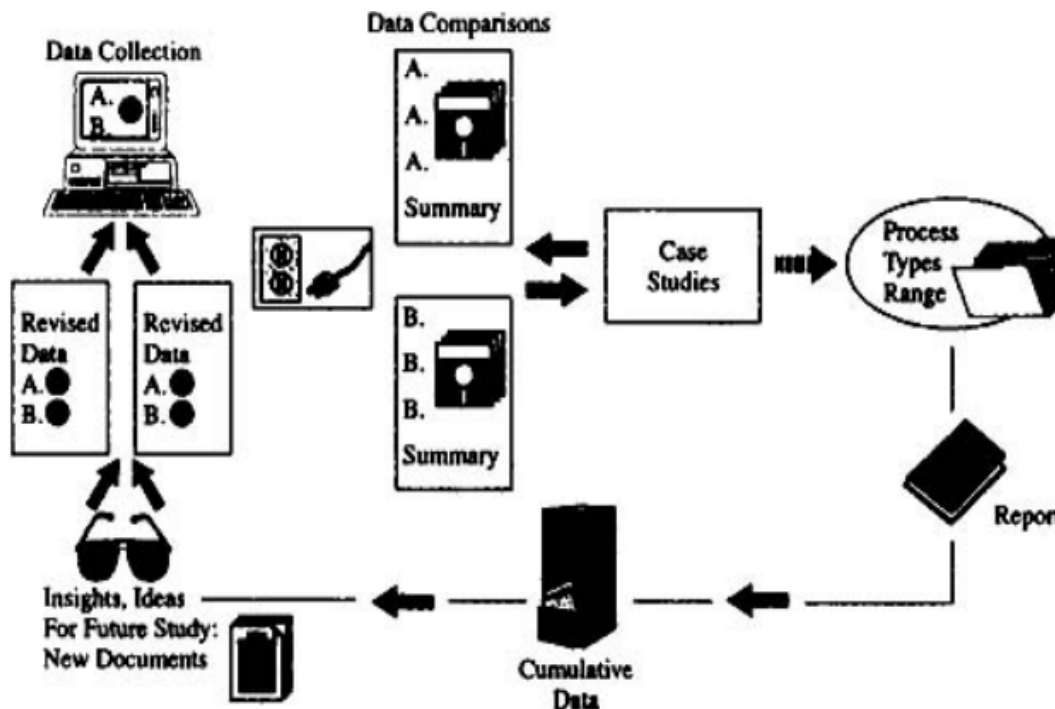 Data Collection
A.
B.
Data Comparisons
A.
A.
A.
Summary
B.
B.
B.
Summary
Case
Studies
Process
Types
Range
Revised
Data
A.
B.
Revised
Data
A.
B.
Repor
Insights, Ideas
For Future Study:
New Documents
Cumulative
Data